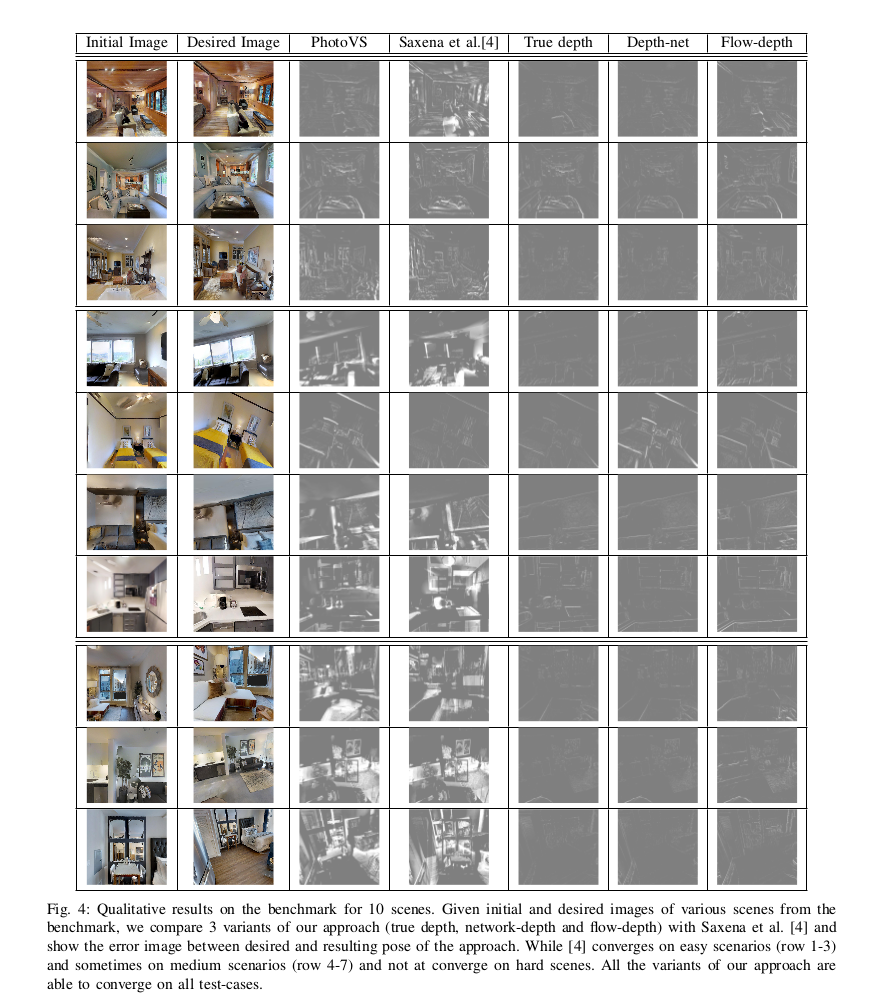 Initial Image Desired Image PhotoVS Saxena et al.[4] True depth Depth-net Flow-depth
Fig. 4: Qualitative results on the benchmark for 10 scenes. Given initial and desired images of various scenes from the
benchmark, we compare 3 variants of our approach (true depth, network-depth and flow-depth) with Saxena et al. [4] and
show the error image between desired and resulting pose of the approach. While [4] converges on easy scenarios (row 1-3)
and sometimes on medium scenarios (row 4-7) and not at converge on hard scenes. All the variants of our approach are
able to converge on all test-cases.